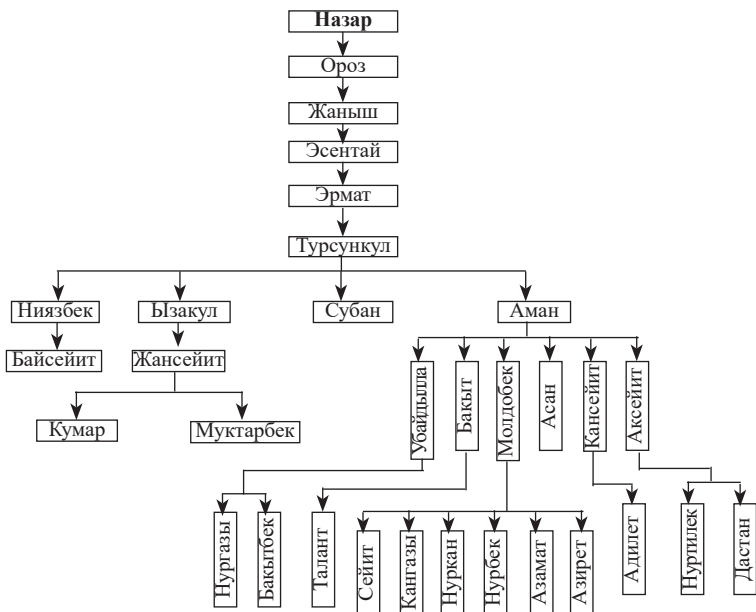 Назар
Ороз
Жаныш
Эсентай
Эрмат
Турсункул
Ниязбек
Ызакул
Субан
Аман
Байсейит
Жансейит
Кумар
Муктарбек
Убайдылла
Бакыт
Молдобек
Асан
Кансейит
Аксейит
Нургазы
Бакытбек
Талант
Сейит
Кангазы
Нуркан
Нурбек
Азамат
Азирет
Адилет
Нуртилек
Дастан